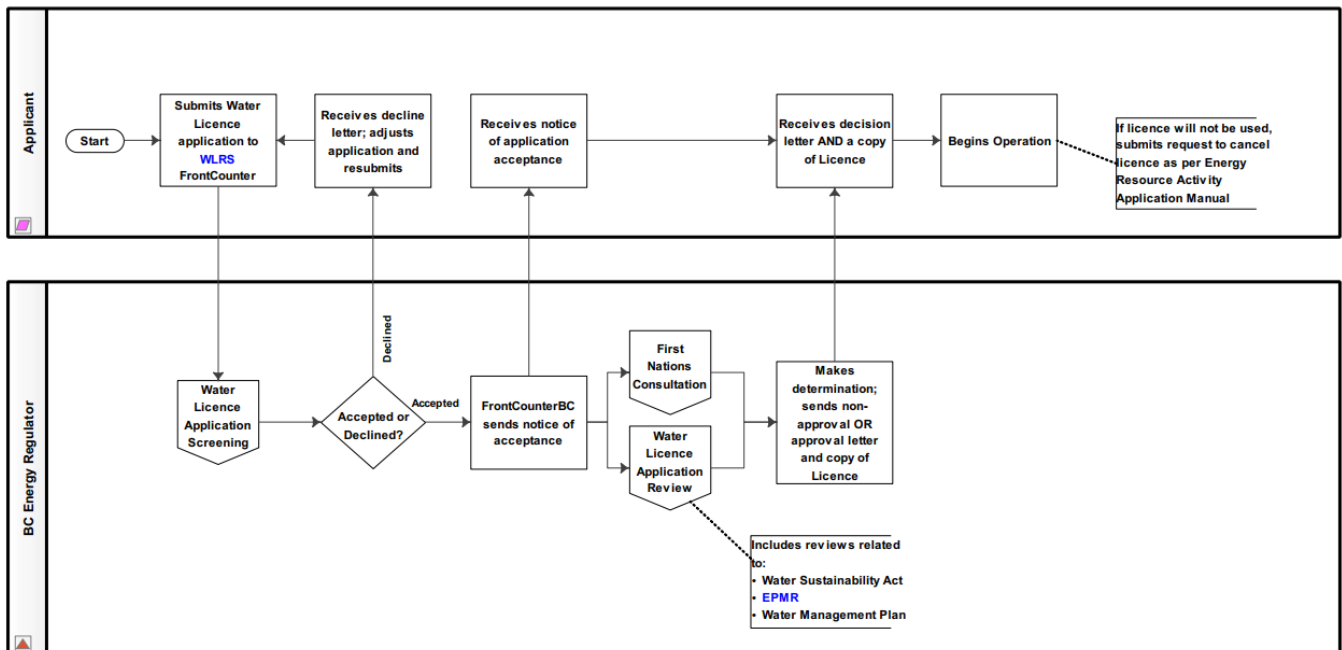 Applicant
Start
Submits Water
Licence
application to
WLRS
FrontCounter
Receives decline
letter; adjusts
application and
resubmits
Receives notice
of application
acceptance
Receives decision
letter AND a copy
of Licence
Begins Operation
If licence will not be used,
submits request to cancel
licence as per Energy
Resource Activity
Application Manual
BC Energy Regulator
Water
Licence
Application
Screening
Declined
Accepted or
Declined?
Accepted
FrontCounterBC
sends notice of
acceptance
First
Nations
Consultation
Water
Licence
Application
Review
Makes
determination;
sends non-
approval OR
approval letter
and copy of
Licence
Includes reviews related
to:
• Water Sustainability Act
• EPMR
• Water Management Plan